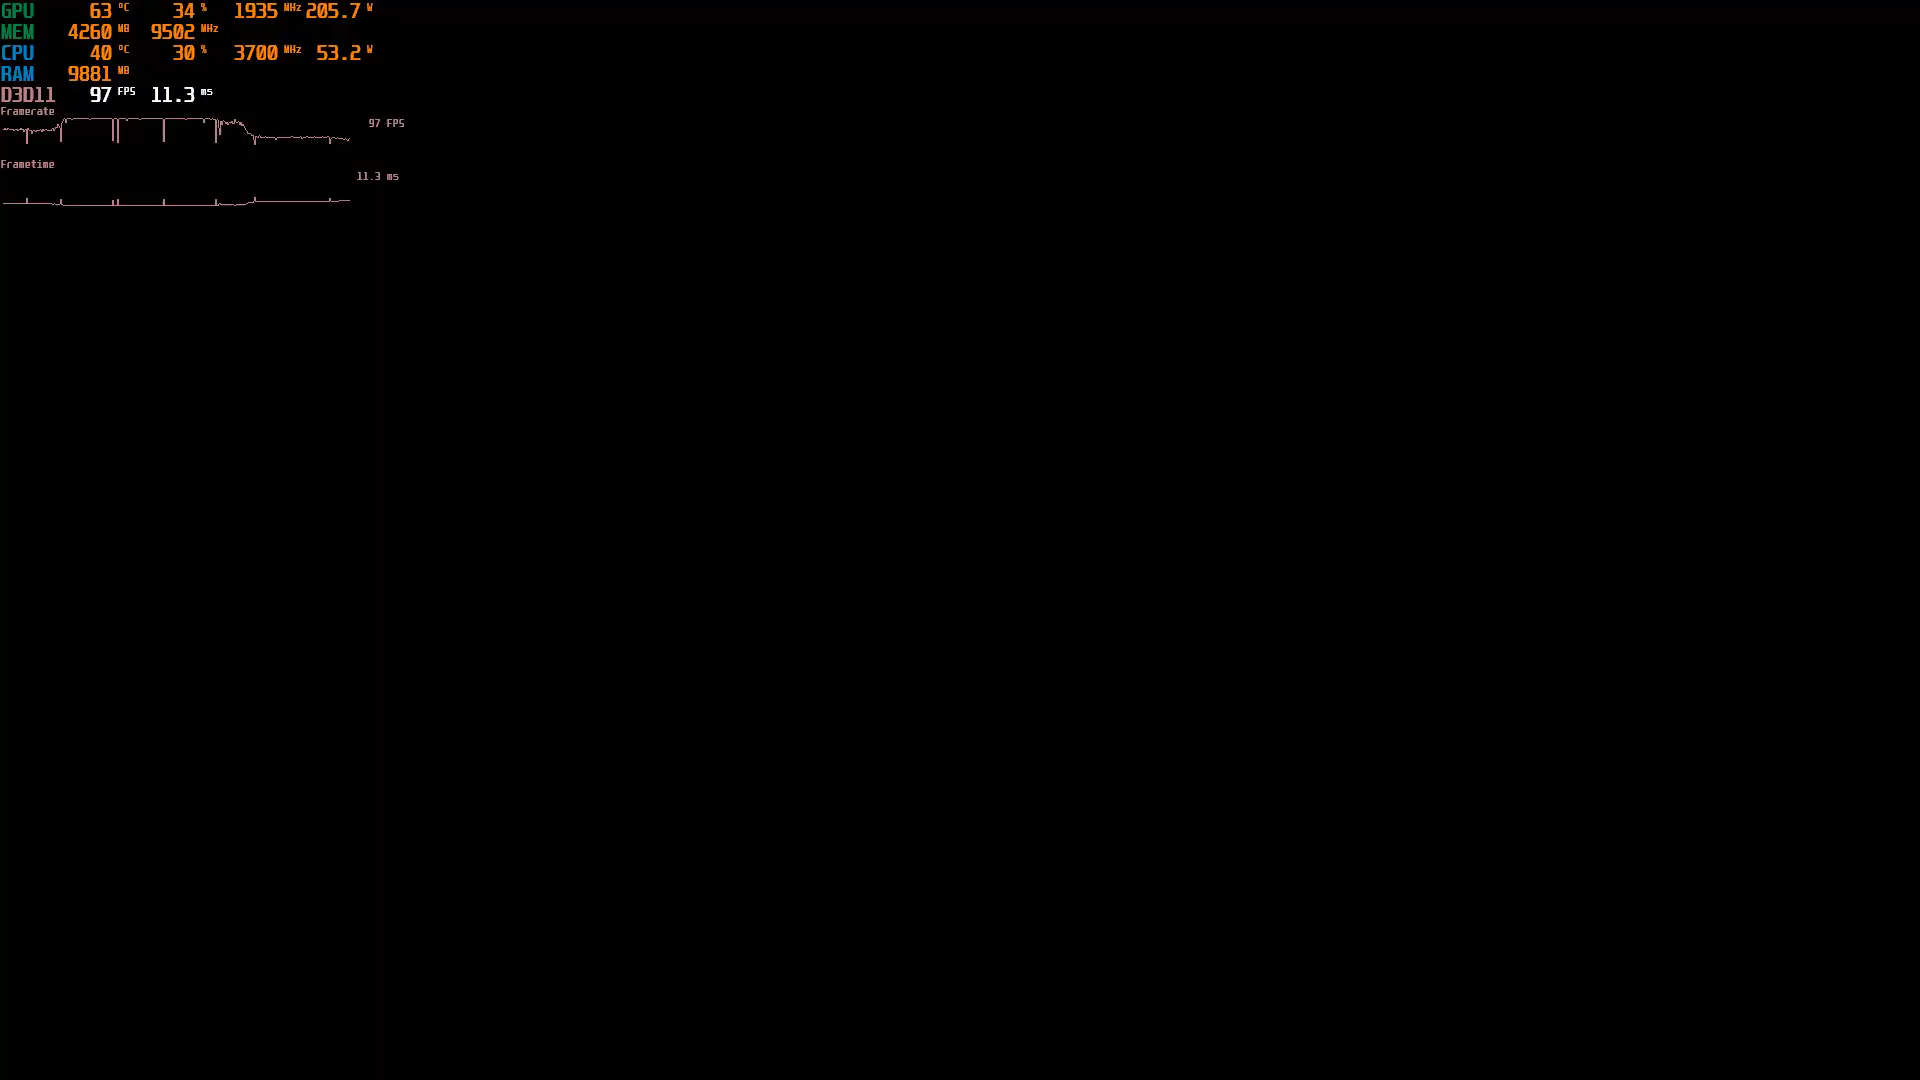 GPU 63 °C 34 % 1935 MHz 205.7 W
MEM 4260 MB 9502 MHz
CPU 40 °C 30 % 3700 MHz 53.2 W
RAM 9881 MB
D3D11 97 FPS 11.3 ms
Framerate
97 FPS
Frametime
11.3 ms